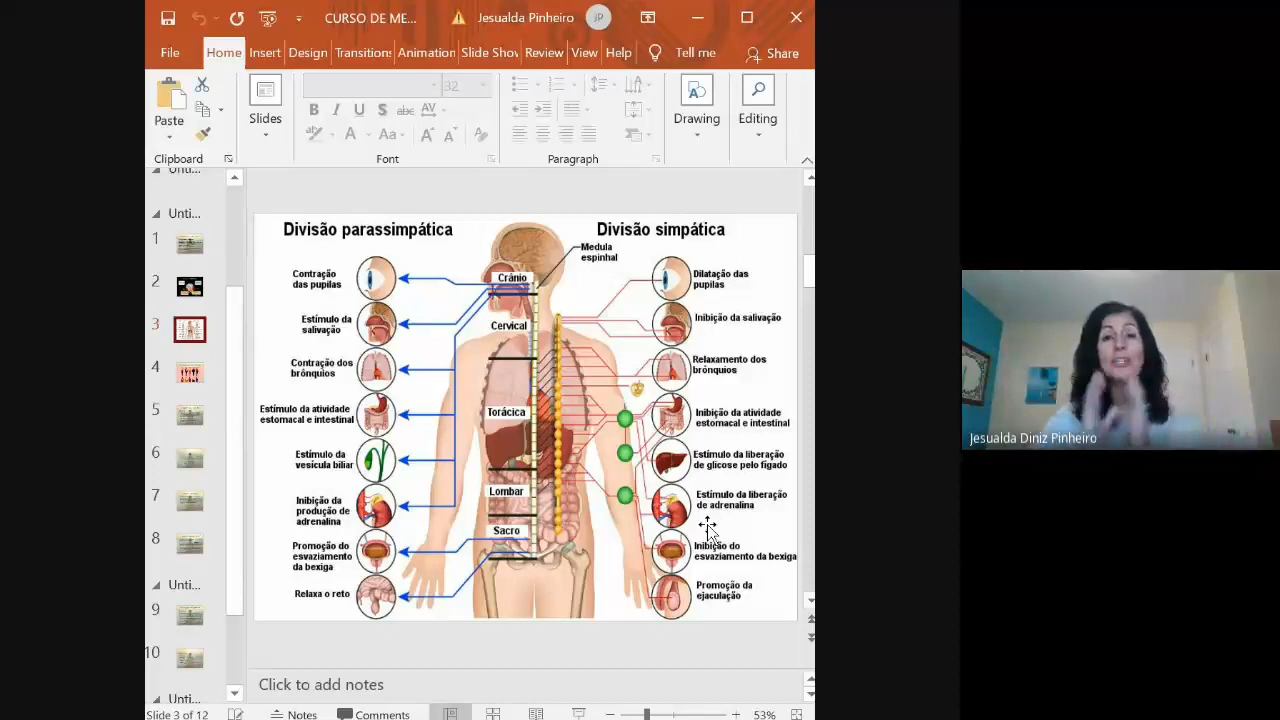 CURSO DE ME...
Jesualda Pinheiro
JP
File
Home
Insert
Design
Transitions
Animation
Slide Shov
Review
View
Help
Tell me
Share
Paste
Slides
32
B I U S abc AV
A Aa A A
Drawing
Editing
Clipboard
Font
Paragraph
Unti...
Unti...
1
2
3
4
5
6
7
8
Unti...
9
10
Unti...
Divisão parassimpática
Divisão simpática
Medula
espinhal
Crânio
Cervical
Torácica
Lombar
Sacro
Contração
das pupilas
Estímulo da
salivação
Contração dos
brônquios
Estímulo da atividade
estomacal e intestinal
Estímulo da
vesícula biliar
Inibição da
produção de
adrenalina
Promoção do
esvaziamento
da bexiga
Relaxa o reto
Dilatação das
pupilas
Inibição da salivação
Relaxamento dos
brônquios
Inibição da atividade
estomacal e intestinal
Estímulo da liberação
de glicose pelo fígado
Estímulo da liberação
de adrenalina
Inibição do
esvaziamento da bexiga
Promoção da
ejaculação
Click to add notes
Slide 3 of 12
Notes
Comments
53%
Jesualda Diniz Pinheiro